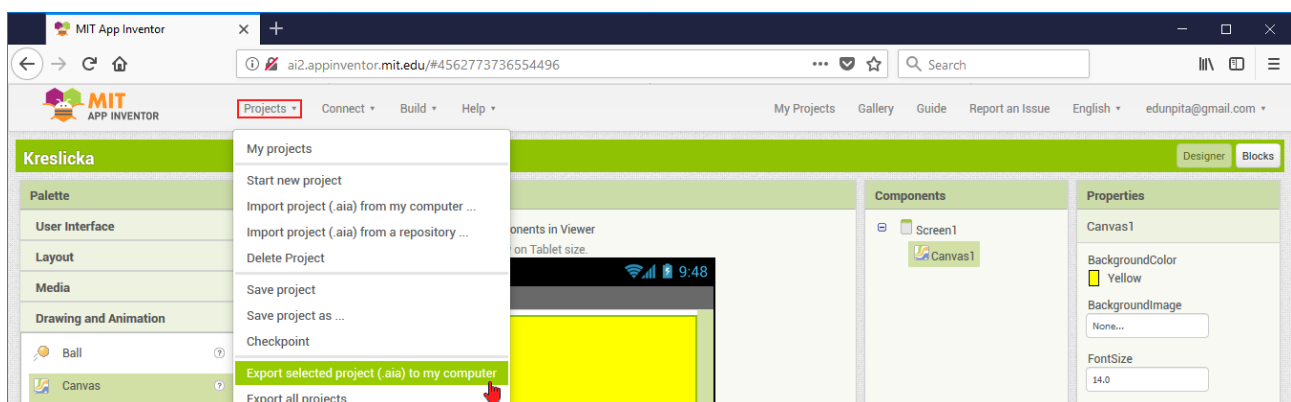 MIT App Inventor
ai2.appinventor.mit.edu/#4562773736554496
Search
MIT
APP INVENTOR
Projects
Connect
Build
Help
My Projects
Gallery
Guide
Report an Issue
English
edunpita@gmail.com
Kreslicka
Designer
Blocks
My projects
Start new project
Import project (.aia) from my computer ...
Import project (.aia) from a repository ...
Delete Project
Save project
Save project as ...
Checkpoint
Export selected project (.aia) to my computer
Export all projects
Palette
User Interface
Layout
Media
Drawing and Animation
Ball
Canvas
onents in Viewer
on Tablet size.
9:48
Components
Screen1
Canvas1
Properties
Canvas1
BackgroundColor
Yellow
BackgroundImage
None...
FontSize
14.0